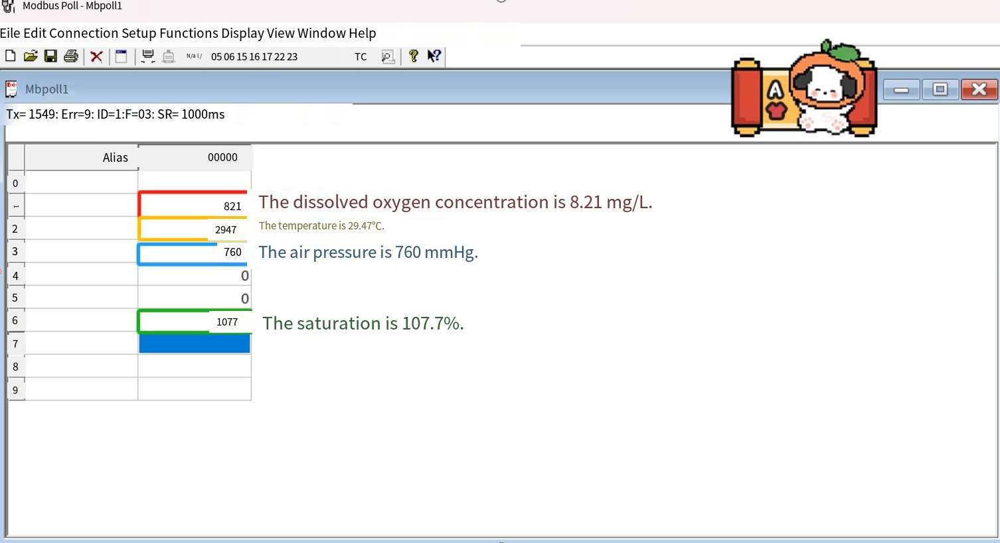 Modbus Poll - Mbpoll1
Eile Edit Connection Setup Functions Display View Window Help
05 06 15 16 17 22 23 TC
Mbpoll1
Tx= 1549: Err=9: ID=1:F=03: SR= 1000ms
Alias 00000
0
1 821 The dissolved oxygen concentration is 8.21 mg/L.
2 2947 The temperature is 29.47°C.
3 760 The air pressure is 760 mmHg.
4 0
5 0
6 1077 The saturation is 107.7%.
7
8
9
A